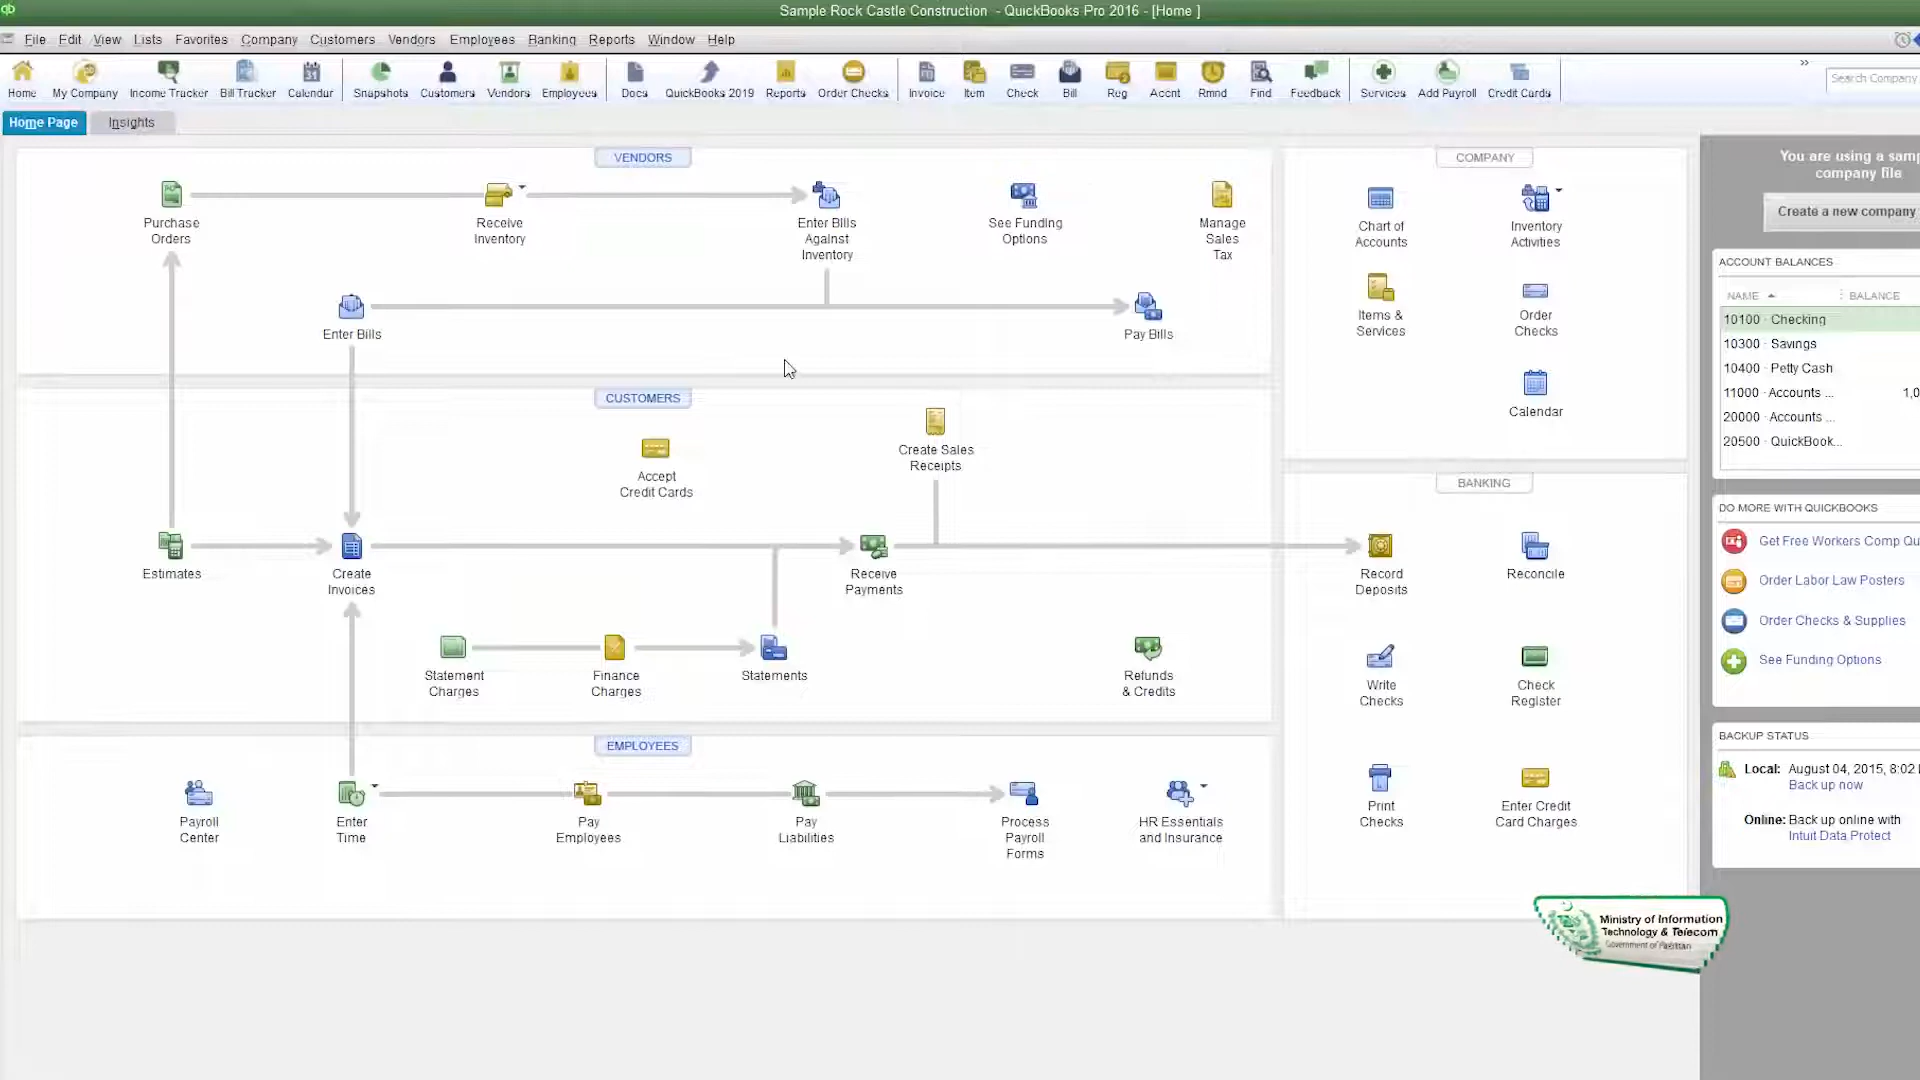 Sample Rock Castle Construction - QuickBooks Pro 2016 - [Home ]
File Edit View Lists Favorites Company Customers Vendors Employees Banking Reports Window Help
Home My Company Income Tracker Bill Tracker Calendar Snapshots Customers Vendors Employees Docs QuickBooks 2019 Reports Order Checks Invoice Item Check Bill Reg Accnt Rmnd Find Feedback Services Add Payroll Credit Cards
Search Company
Home Page Insights
VENDORS
Purchase
Orders
Receive
Inventory
Enter Bills
Against
Inventory
See Funding
Options
Manage
Sales
Tax
Enter Bills
Pay Bills
CUSTOMERS
Accept
Credit Cards
Create Sales
Receipts
Estimates
Create
Invoices
Receive
Payments
Statement
Charges
Finance
Charges
Statements
Refunds
& Credits
EMPLOYEES
Payroll
Center
Enter
Time
Pay
Employees
Pay
Liabilities
Process
Payroll
Forms
HR Essentials
and Insurance
COMPANY
Chart of
Accounts
Inventory
Activities
Items &
Services
Order
Checks
Calendar
BANKING
Record
Deposits
Reconcile
Write
Checks
Check
Register
Print
Checks
Enter Credit
Card Charges
You are using a samp
company file
Create a new company
ACCOUNT BALANCES
NAME BALANCE
10100 · Checking
10300 · Savings
10400 · Petty Cash
11000 · Accounts ... 1,0
20000 · Accounts ...
20500 · QuickBook...
DO MORE WITH QUICKBOOKS
Get Free Workers Comp Qu
Order Labor Law Posters
Order Checks & Supplies
See Funding Options
BACKUP STATUS
Local: August 04, 2015, 8:02
Back up now
Online: Back up online with
Intuit Data Protect
Ministry of Information
Technology & Telecom
Government of Pakistan